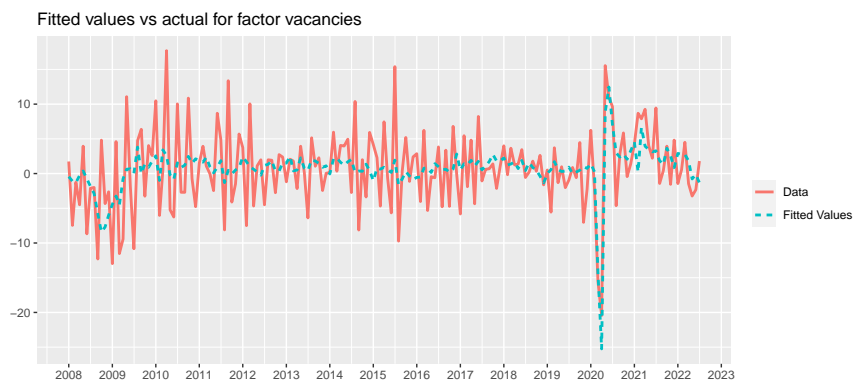 Fitted values vs actual for factor vacancies
10
0
−10
−20
2008 2009 2010 2011 2012 2013 2014 2015 2016 2017 2018 2019 2020 2021 2022 2023
Data
Fitted Values